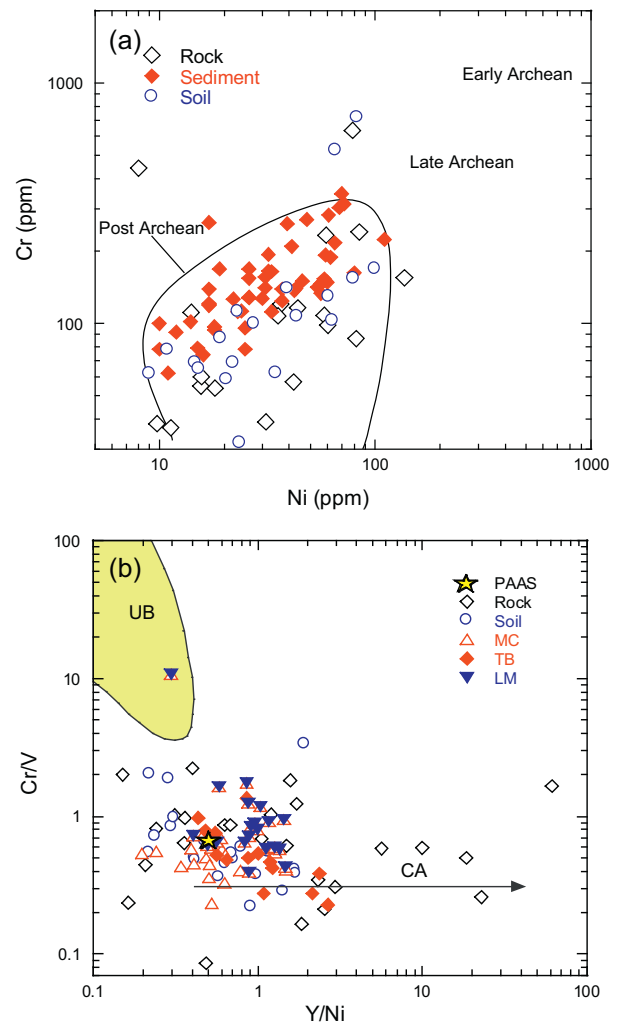 (a)
Rock
Sediment
Soil
Early Archean
Late Archean
Post Archean
Cr (ppm)
1000
100
10
100
1000
Ni (ppm)
(b)
UB
PAAS
Rock
Soil
MC
TB
LM
CA
Cr/V
100
10
1
0.1
0.1
1
10
100
Y/Ni